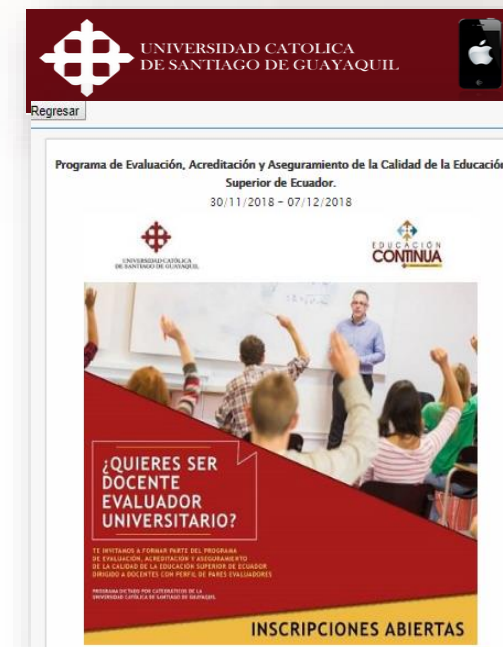 UNIVERSIDAD CATOLICA
DE SANTIAGO DE GUAYAQUIL
Regresar
Programa de Evaluación, Acreditación y Aseguramiento de la Calidad de la Educación
Superior de Ecuador.
30/11/2018 - 07/12/2018
UNIVERSIDAD CATÓLICA
DE SANTIAGO DE GUAYAQUIL
EDUCACIÓN
CONTINUA
¿QUIERES SER
DOCENTE
EVALUADOR
UNIVERSITARIO?
TE INVITAMOS A FORMAR PARTE DEL PROGRAMA
DE EVALUACIÓN, ACREDITACIÓN Y ASEGURAMIENTO
DE LA CALIDAD DE LA EDUCACIÓN SUPERIOR DE ECUADOR
DIRIGIDO A DOCENTES CON PERFIL DE PARES EVALUADORES
PROGRAMA DICTADO POR CATEDRÁTICOS DE LA
UNIVERSIDAD CATÓLICA DE SANTIAGO DE GUAYAQUIL
INSCRIPCIONES ABIERTAS